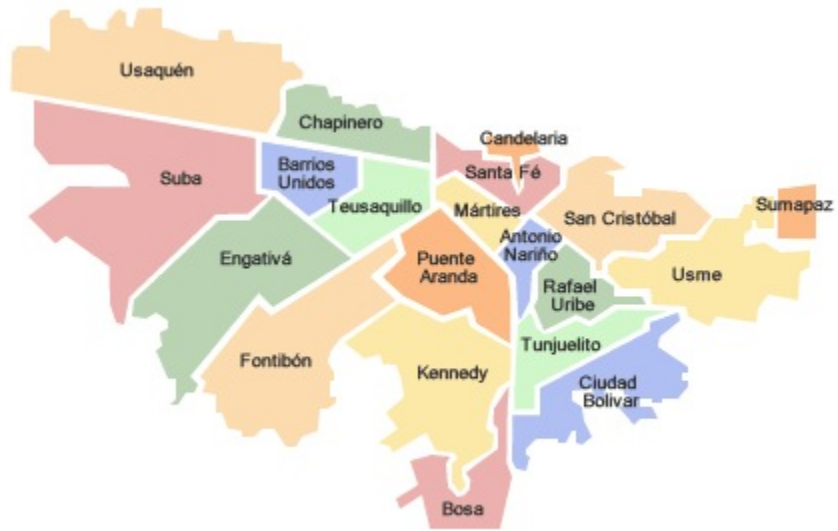 Usaquén
Chapinero
Candelaria
Suba
Barrios
Unidos
Santa Fé
Teusaquillo
Mártires
San Cristóbal
Sumapaz
Antonio
Nariño
Engativá
Puente
Aranda
Usme
Rafael
Uribe
Tunjuelito
Fontibón
Kennedy
Ciudad
Bolivar
Bosa